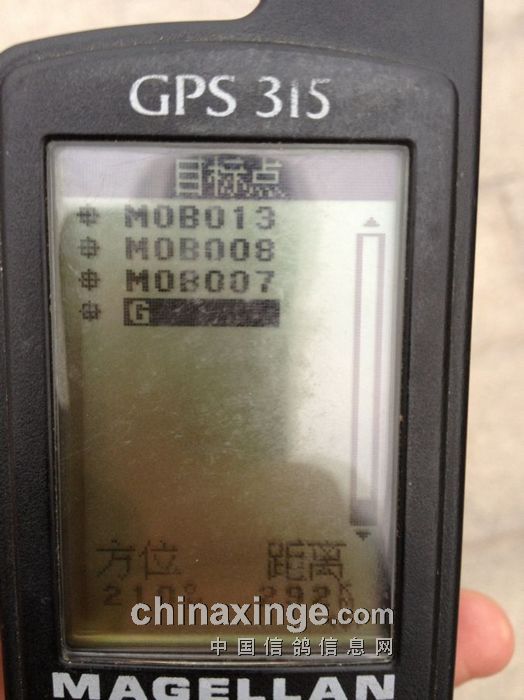 GPS 315
目标点
MOB013
MOB008
MOB007
G
方位 距离
chinaxinge.com
中国信鸽信息网
MAGELLAN